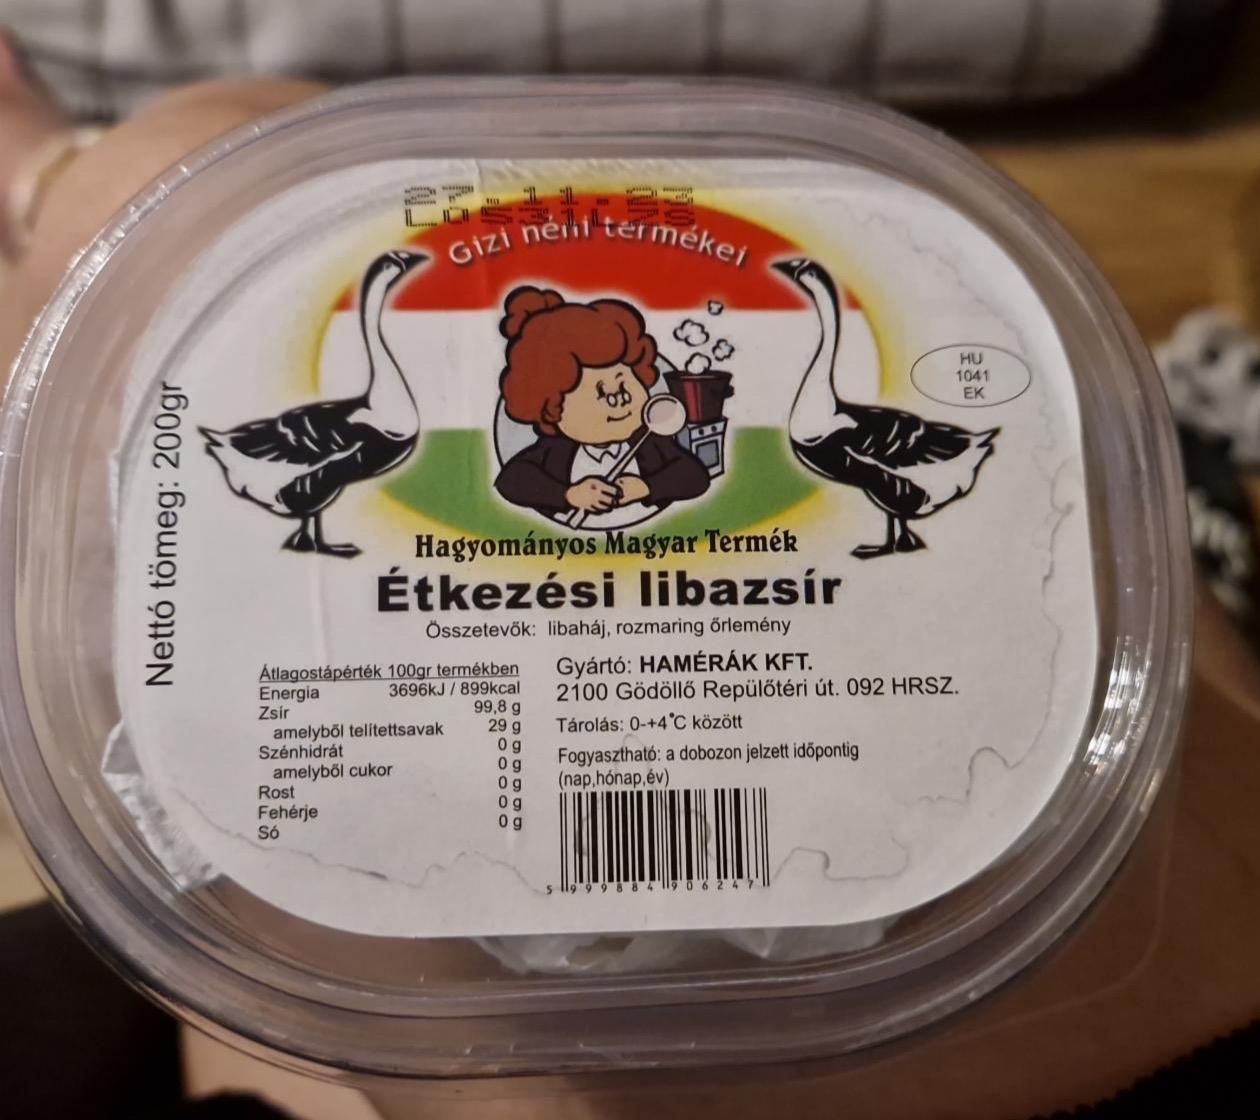 27.11.23
Gizi néni termékei
HU
1041
EK
Nettó tömeg: 200gr
Hagyományos Magyar Termék
Étkezési libazsír
Összetevők: libaháj, rozmaring őrlemény
Átlagostápérték 100gr termékben
Energia 3696kJ / 899kcal
Zsír 99,8 g
amelyből telítettsavak 29 g
Szénhidrát 0 g
amelyből cukor 0 g
Rost 0 g
Fehérje 0 g
Só 0 g
Gyártó: HAMÉRÁK KFT.
2100 Gödöllő Repülőtéri út. 092 HRSZ.
Tárolás: 0-+4°C között
Fogyasztható: a dobozon jelzett időpontig
(nap,hónap,év)
5 999884 906247